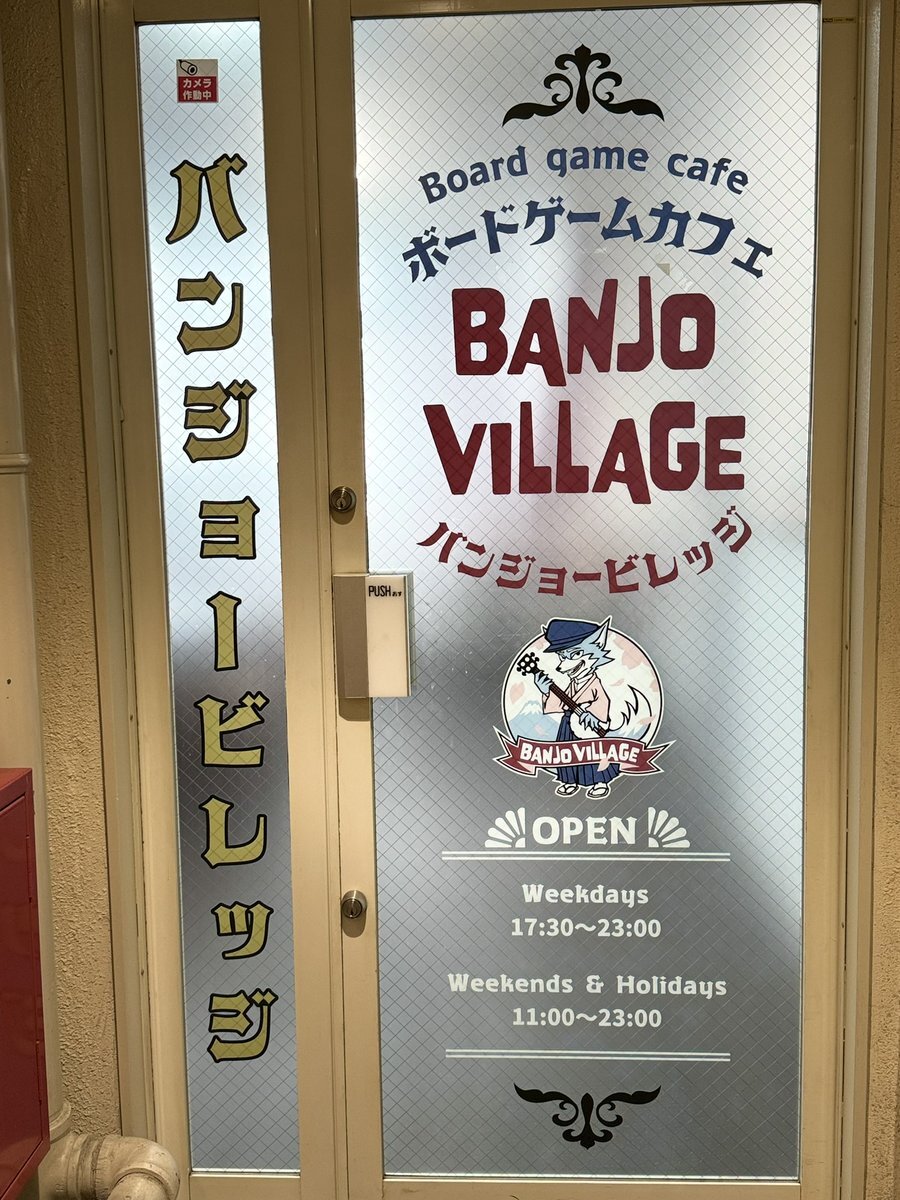 カメラ
作動中
バンジョービレッジ
Board game cafe
ボードゲームカフェ
BANJO
VILLAGE
バンジョービレッジ
PUSH おす
BANJO VILLAGE
OPEN
Weekdays
17:30～23:00
Weekends & Holidays
11:00～23:00